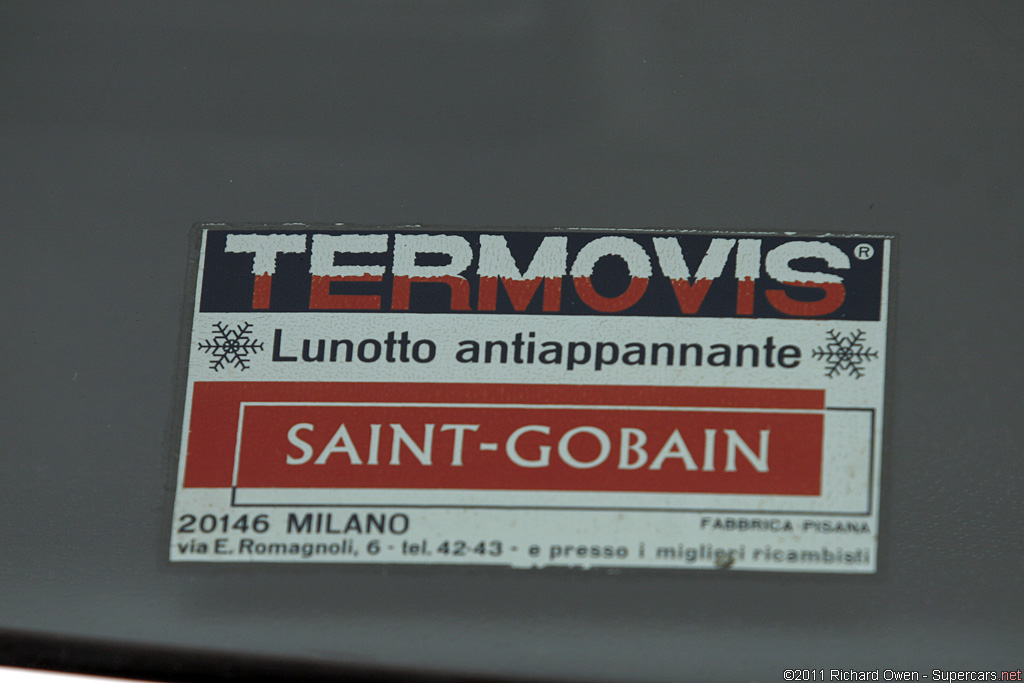 TERMOVIS®
Lunotto antiappannante
SAINT-GOBAIN
20146 MILANO FABBRICA PISANA
via E. Romagnoli, 6 - tel. 42-43 - e presso i migliori ricambisti
©2011 Richard Owen - Supercars.net